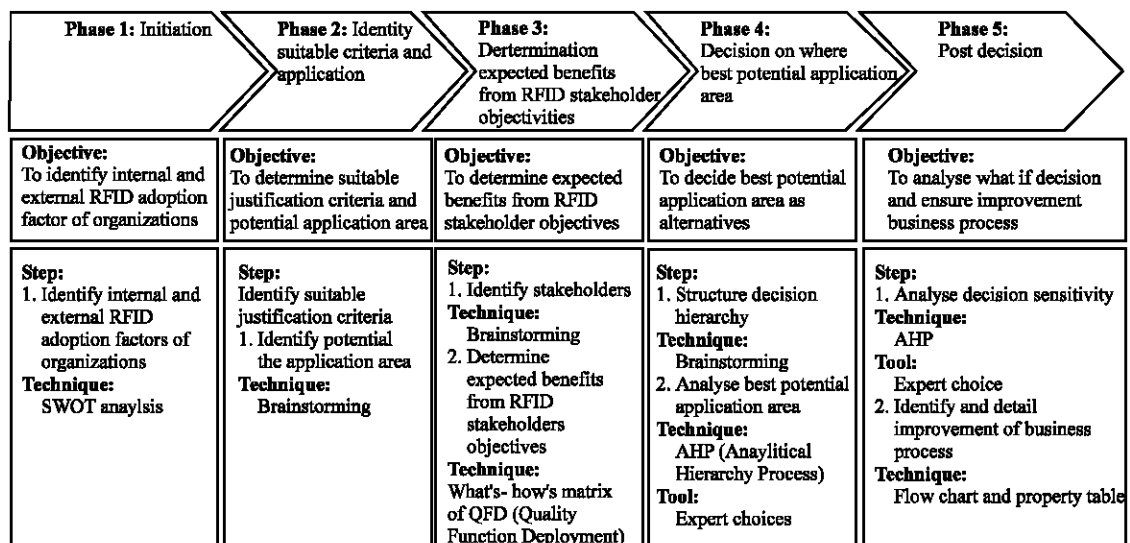 Phase 1: Initiation
Phase 2: Identity
suitable criteria and
application
Phase 3:
Dertermination
expected benefits
from RFID stakeholder
objectivities
Phase 4:
Decision on where
best potential application
area
Phase 5:
Post decision
Objective:
To identify internal and
external RFID adoption
factor of organizations
Objective:
To determine suitable
justification criteria and
potential application area
Objective:
To determine expected
benefits from RFID
stakeholder objectives
Objective:
To decide best potential
application area as
alternatives
Objective:
To analyse what if decision
and ensure improvement
business process
Step:
1. Identify internal and
external RFID
adoption factors of
organizations
Technique:
SWOT anaylsis
Step:
Identify suitable
justification criteria
1. Identify potential
the application area
Technique:
Brainstorming
Step:
1. Identify stakeholders
Technique:
Brainstorming
2. Determine
expected benefits
from RFID
stakeholders
objectives
Technique:
What's- how's matrix
of QFD (Quality
Function Deployment)
Step:
1. Structure decision
hierarchy
Technique:
Brainstorming
2. Analyse best potential
application area
Technique:
AHP (Anaylitical
Hierarchy Process)
Tool:
Expert choices
Step:
1. Analyse decision sensitivity
Technique:
AHP
Tool:
Expert choice
2. Identify and detail
improvement of business
process
Technique:
Flow chart and property table